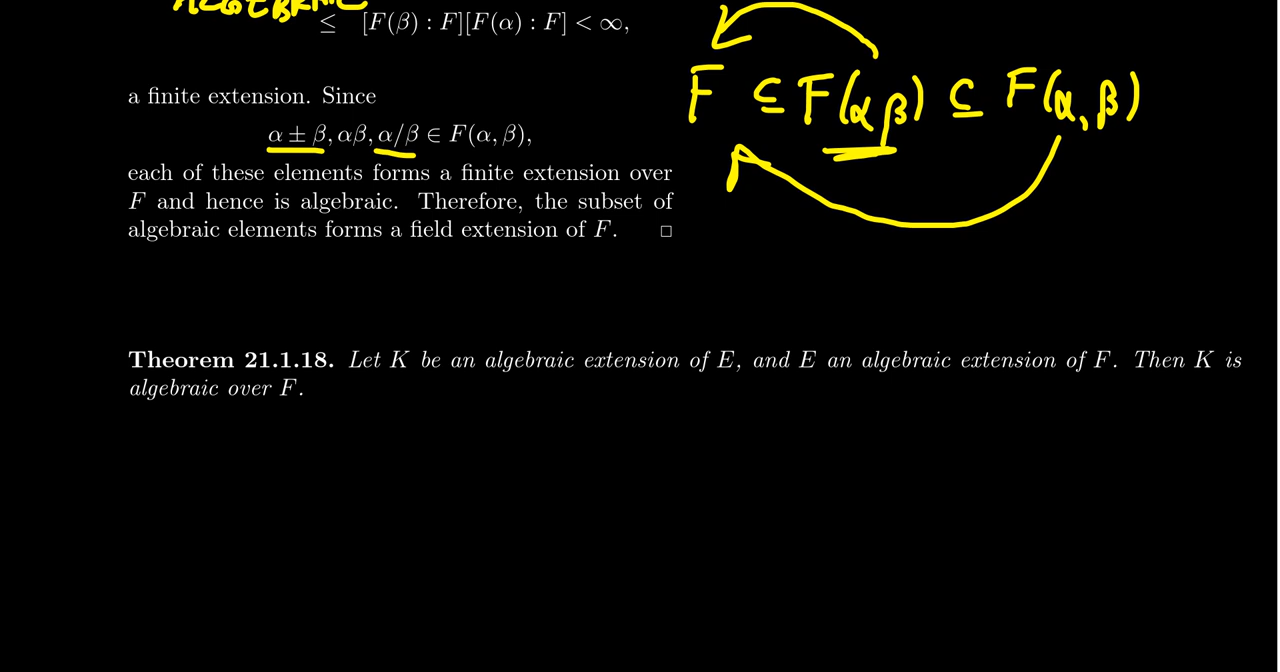 ALGEBRAIC
≤ [F(β) : F][F(α) : F] < ∞,
F ⊆ F(αβ) ⊆ F(α, β)
a finite extension. Since
α ± β, αβ, α/β ∈ F(α, β),
each of these elements forms a finite extension over
F and hence is algebraic. Therefore, the subset of
algebraic elements forms a field extension of F. □
Theorem 21.1.18. Let K be an algebraic extension of E, and E an algebraic extension of F. Then K is
algebraic over F.